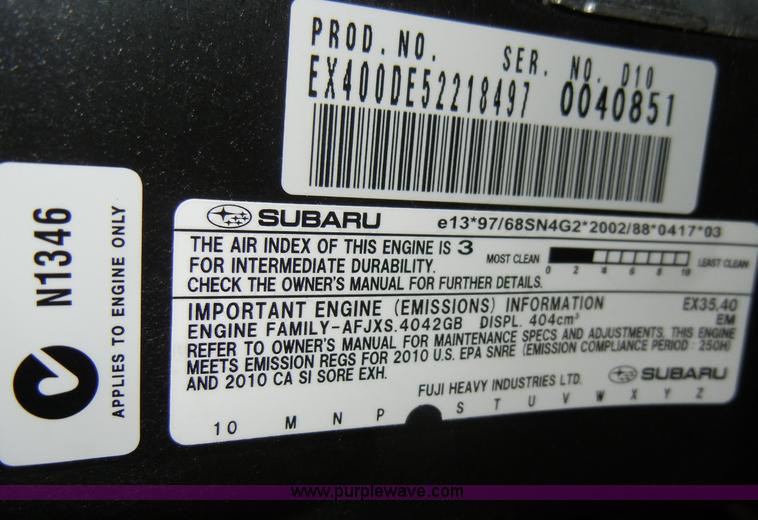 PROD. NO. SER. NO. D10
EX400DE52218497 0040851
N1346
APPLIES TO ENGINE ONLY
SUBARU e13*97/68SN4G2*2002/88*0417*03
THE AIR INDEX OF THIS ENGINE IS 3
FOR INTERMEDIATE DURABILITY.
CHECK THE OWNER'S MANUAL FOR FURTHER DETAILS.
MOST CLEAN LEAST CLEAN
0 2 4 6 8 10
IMPORTANT ENGINE (EMISSIONS) INFORMATION EX35,40
ENGINE FAMILY-AFJXS.4042GB DISPL. 404cm³ EM
REFER TO OWNER'S MANUAL FOR MAINTENANCE SPECS AND ADJUSTMENTS. THIS ENGINE
MEETS EMISSION REGS FOR 2010 U.S. EPA SNRE (EMISSION COMPLIANCE PERIOD : 250H)
AND 2010 CA SI SORE EXH.
FUJI HEAVY INDUSTRIES LTD. SUBARU
10 M N P S T U V W X Y Z
www.purplewave.com